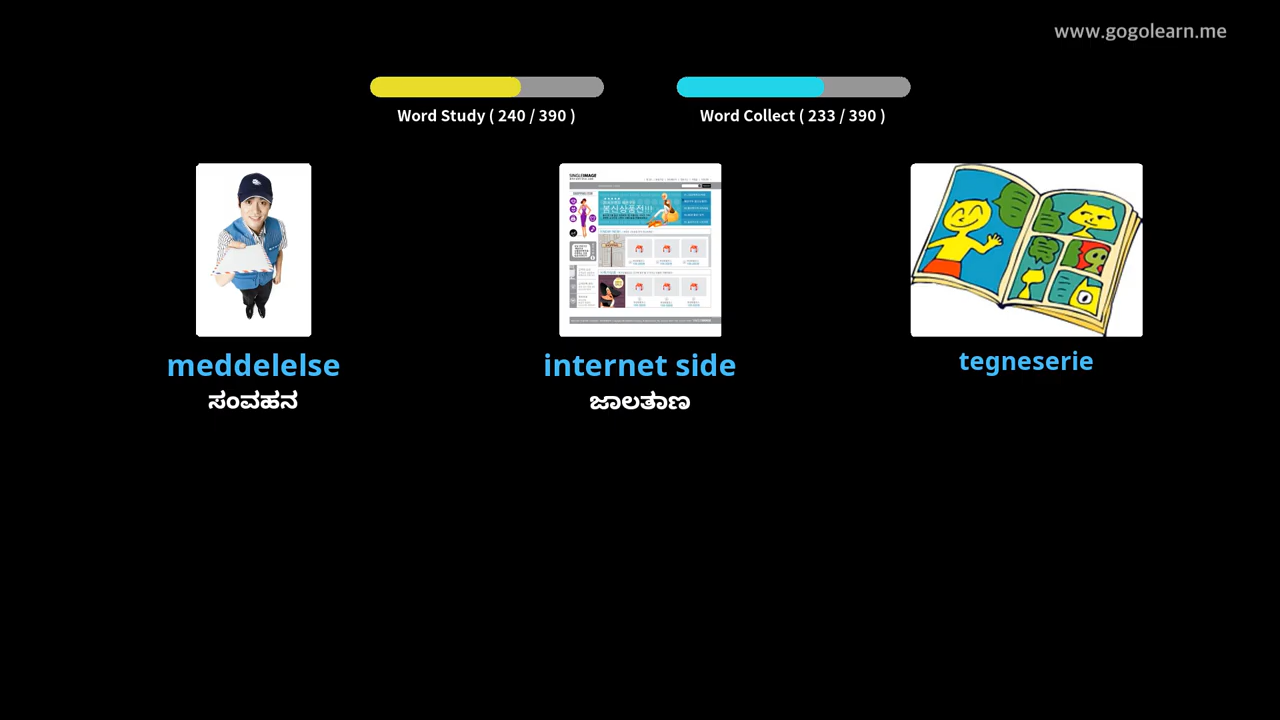 www.gogolearn.me
Word Study ( 240 / 390 )
Word Collect ( 233 / 390 )
meddelelse
internet side
tegneserie
ಸಂವಹನ
ಜಾಲತಾಣ